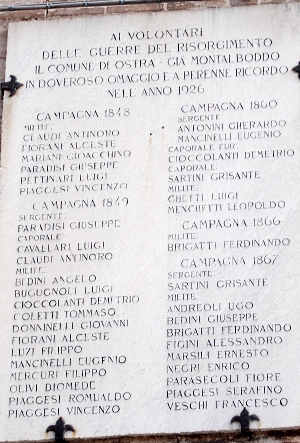 AI VOLONTARI
DELLE GUERRE DEL RISORGIMENTO
IL COMUNE DI OSTRA - GIÀ MONTALBODDO
IN DOVEROSO OMAGGIO E A PERENNE RICORDO
NELL'ANNO 1926
CAMPAGNA 1848
MILITE:
CLAUDI ANTINORO
FIORANI ALCESTE
MARIANI GIOACCHINO
PARADISI GIUSEPPE
PETTINARI LUIGI
PIAGGESI VINCENZO
CAMPAGNA 1849
SERGENTE:
PARADISI GIUSEPPE
CAPORALE:
CAVALLARI LUIGI
CLAUDI ANTINORO
MILITE:
BEDINI ANGELO
BUGUGNOLI LUIGI
CIOCCOLANTI DEMETRIO
COLETTI TOMMASO
DONNINELLI GIOVANNI
FIORANI ALCESTE
LUZI FILIPPO
MANCINELLI EUGENIO
MERCURI FILIPPO
OLIVI DIOMEDE
PIAGGESI ROMUALDO
PIAGGESI VINCENZO
CAMPAGNA 1860
SERGENTE:
ANTONINI GHERARDO
MANCINELLI EUGENIO
CAPORALE FUR:
CIOCCOLANTI DEMETRIO
CAPORALE:
SARTINI GRISANTE
MILITE:
GHETTI LUIGI
MENCHETTI LEOPOLDO
CAMPAGNA 1866
MILITE:
BRIGATTI FERDINANDO
CAMPAGNA 1867
SERGENTE:
SARTINI GRISANTE
MILITE:
ANDREOLI UGO
BEDINI GIUSEPPE
BRIGATTI FERDINANDO
FIGINI ALESSANDRO
MARSILI ERNESTO
NEGRI ENRICO
PARASECOLI FIORE
PIAGGESI SERAFINO
VESCHI FRANCESCO